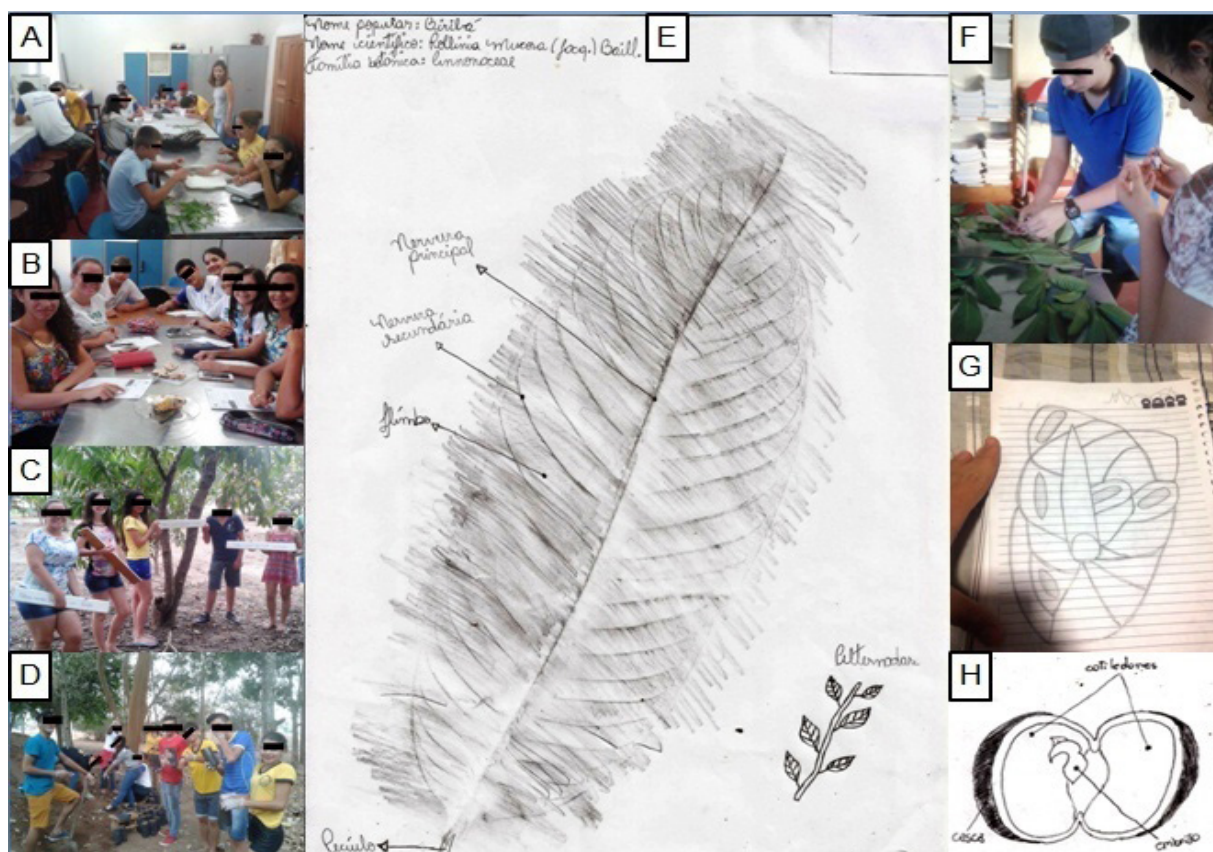 A
B
C
D
E
F
G
H
Nome popular: Biribá
Nome científico: Rollinia mucosa (Jacq.) Baill.
Família botânica: Annonaceae
Nervura principal
Nervura secundária
Limbo
Alternadas
Pecíolo
cotilédones
casca
embrião